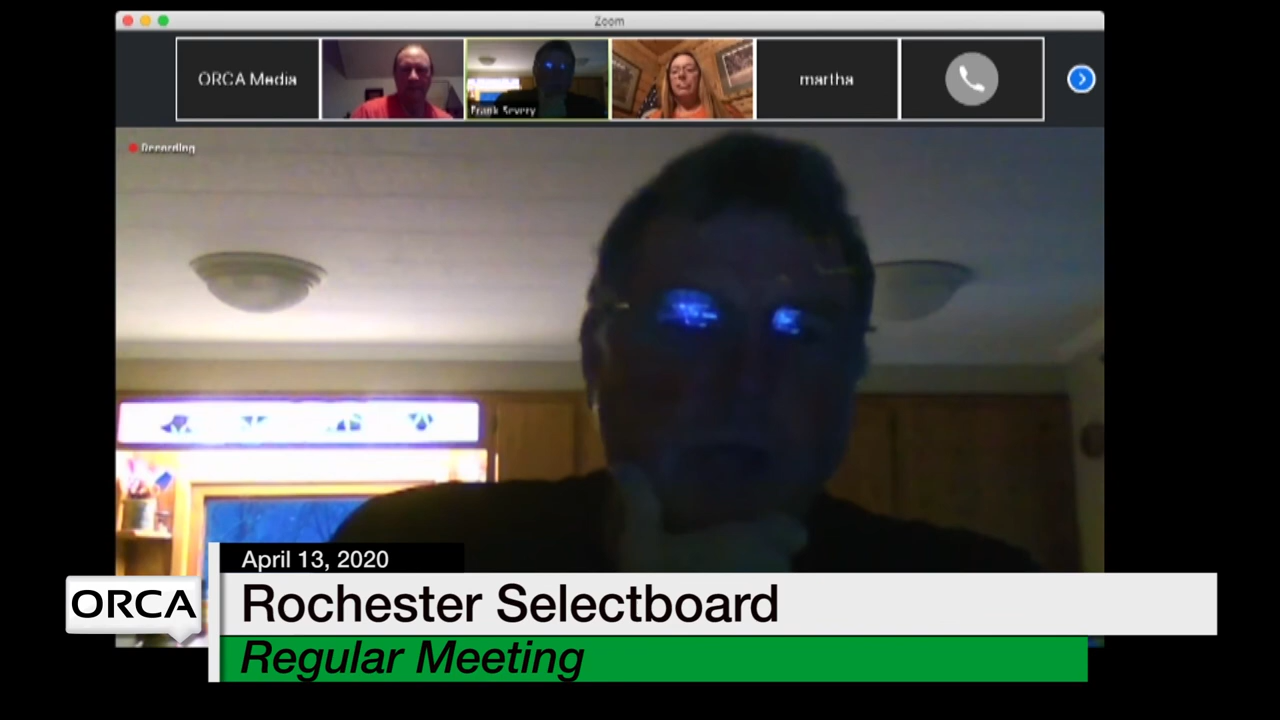 Zoom
ORCA Media
Frank Severy
martha
Recording
April 13, 2020
ORCA
Rochester Selectboard
Regular Meeting